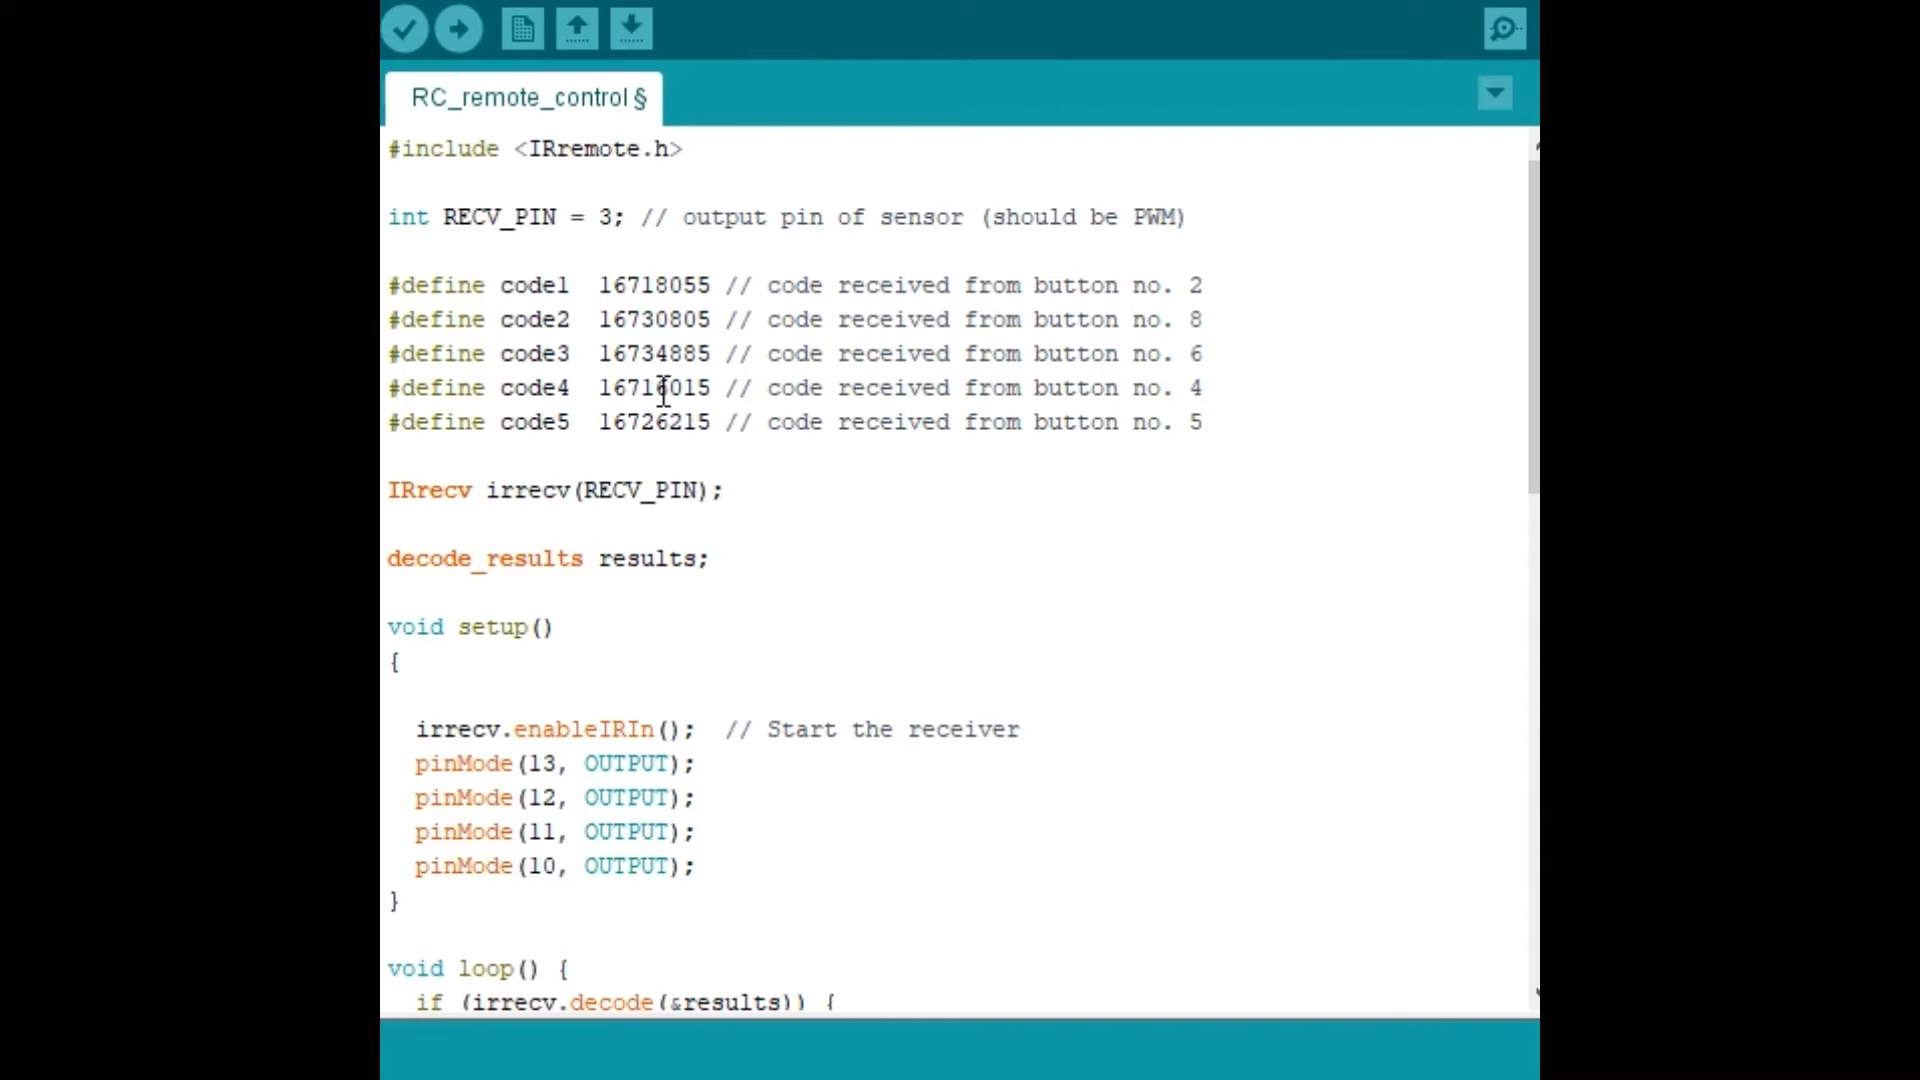 RC_remote_control §
#include <IRremote.h>
int RECV_PIN = 3; // output pin of sensor (should be PWM)
#define code1  16718055 // code received from button no. 2
#define code2  16730805 // code received from button no. 8
#define code3  16734885 // code received from button no. 6
#define code4  16716015 // code received from button no. 4
#define code5  16726215 // code received from button no. 5
IRrecv irrecv(RECV_PIN);
decode_results results;
void setup()
{
  irrecv.enableIRIn();  // Start the receiver
  pinMode(13, OUTPUT);
  pinMode(12, OUTPUT);
  pinMode(11, OUTPUT);
  pinMode(10, OUTPUT);
}
void loop() {
  if (irrecv.decode(&results)) {